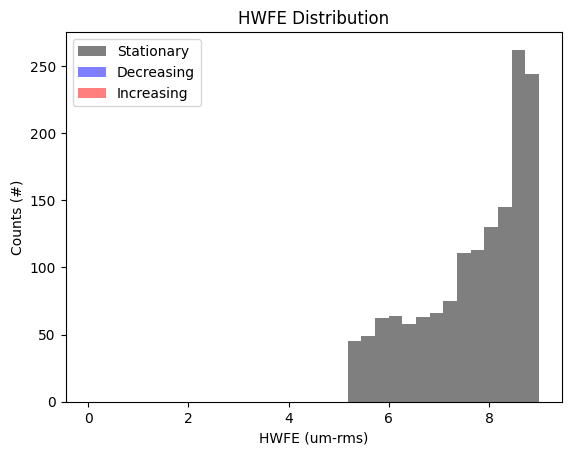 HWFE Distribution
Stationary
Decreasing
Increasing
Counts (#)
250
200
150
100
50
0
0 2 4 6 8
HWFE (um-rms)